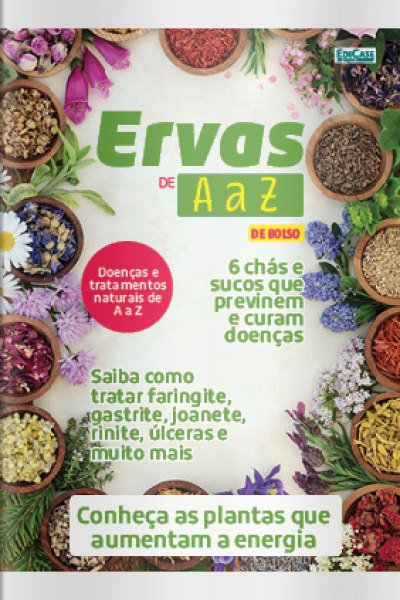 EDICASE
Ervas
DE A a Z
DE BOLSO
Doenças e
tratamentos
naturais de
A a Z
6 chás e
sucos que
previnem
e curam
doenças
Saiba como
tratar faringite,
gastrite, joanete,
rinite, úlceras e
muito mais
Conheça as plantas que
aumentam a energia